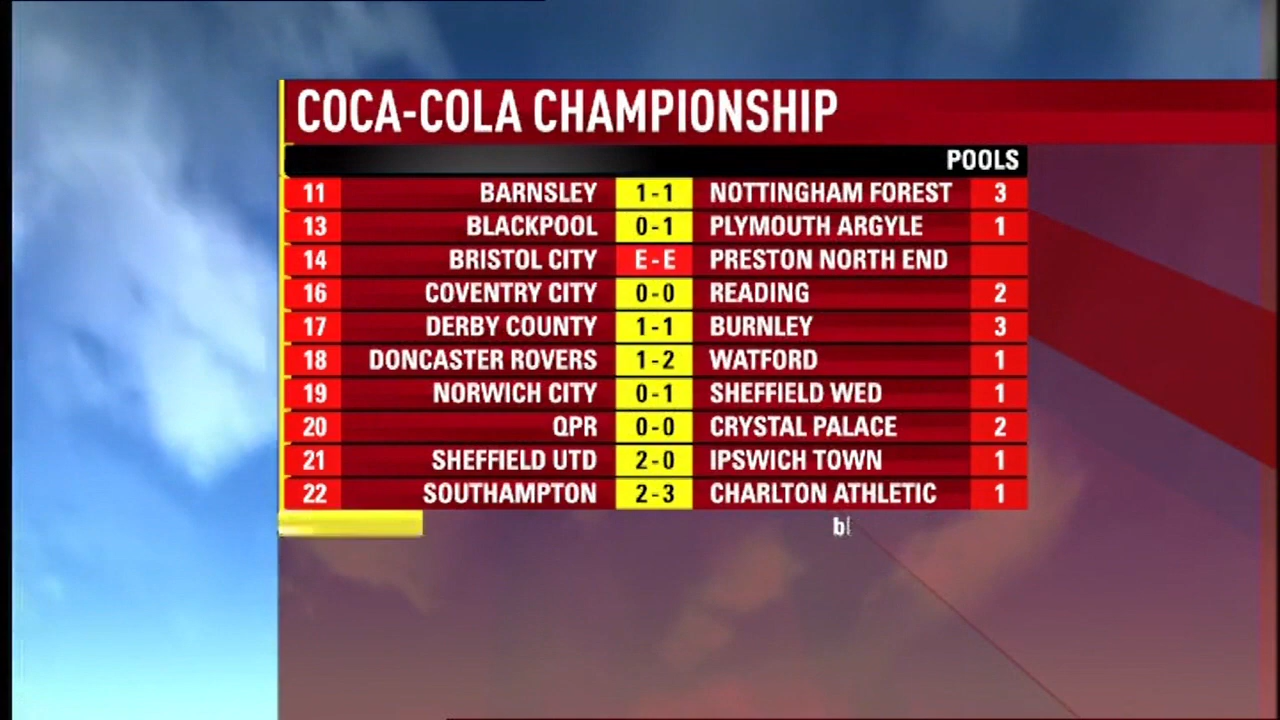 COCA-COLA CHAMPIONSHIP
POOLS
11 BARNSLEY 1-1 NOTTINGHAM FOREST 3
13 BLACKPOOL 0-1 PLYMOUTH ARGYLE 1
14 BRISTOL CITY E-E PRESTON NORTH END
16 COVENTRY CITY 0-0 READING 2
17 DERBY COUNTY 1-1 BURNLEY 3
18 DONCASTER ROVERS 1-2 WATFORD 1
19 NORWICH CITY 0-1 SHEFFIELD WED 1
20 QPR 0-0 CRYSTAL PALACE 2
21 SHEFFIELD UTD 2-0 IPSWICH TOWN 1
22 SOUTHAMPTON 2-3 CHARLTON ATHLETIC 1